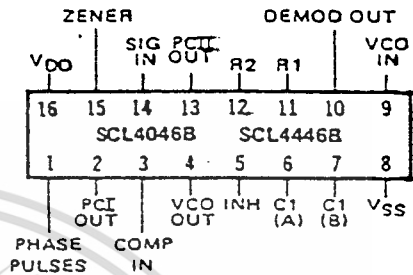 ZENER DEMOD OUT
SIG IN PCII OUT VCO IN
VDD R2 R1
16 15 14 13 12 11 10 9
SCL4046B SCL4446B
1 2 3 4 5 6 7 8
PCI OUT VCO OUT INH C1 (A) C1 (B) VSS
PHASE PULSES COMP IN